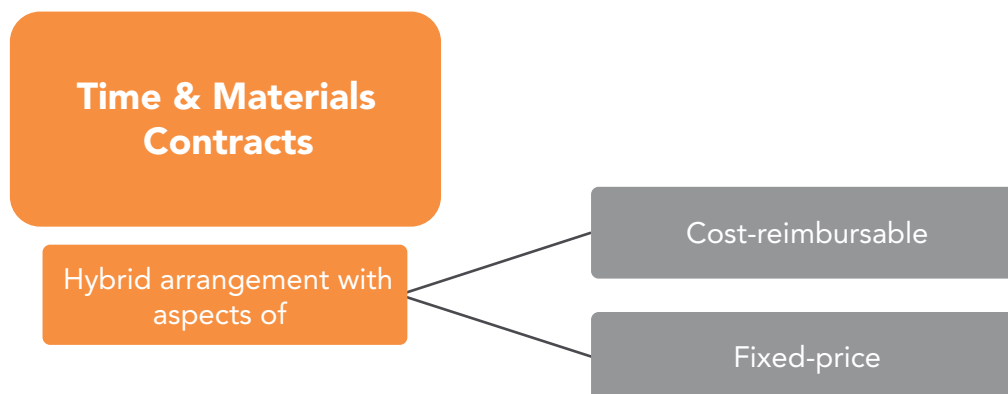 Time & Materials
Contracts
Hybrid arrangement with
aspects of
Cost-reimbursable
Fixed-price